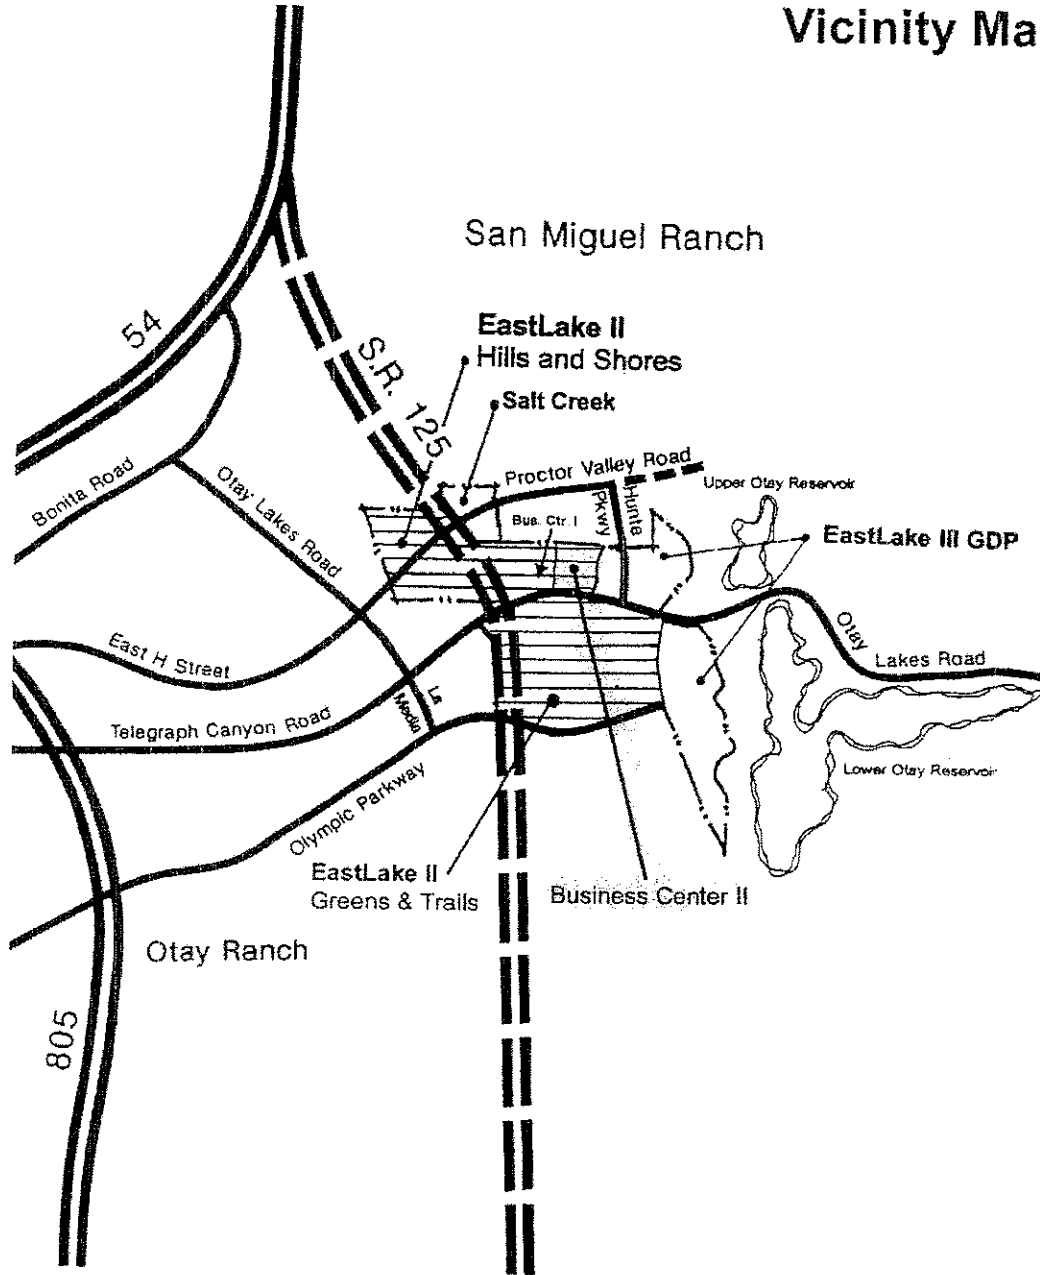 Vicinity Ma
San Miguel Ranch
54
S.R. 125
EastLake II
Hills and Shores
Salt Creek
Bonita Road
Otay Lakes Road
Proctor Valley Road
Upper Otay Reservoir
Bus. Ctr. I
Hunte
Pkwy
EastLake III GDP
East H Street
Otay
Lakes Road
La
Media
Telegraph Canyon Road
Olympic Parkway
Lower Otay Reservoir
EastLake II
Greens & Trails
Business Center II
Otay Ranch
805